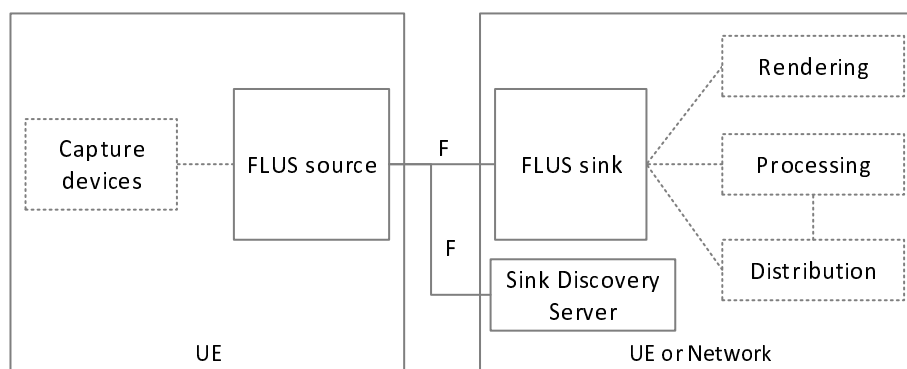 Capture
devices
FLUS source
F
F
FLUS sink
Sink Discovery
Server
Rendering
Processing
Distribution
UE
UE or Network